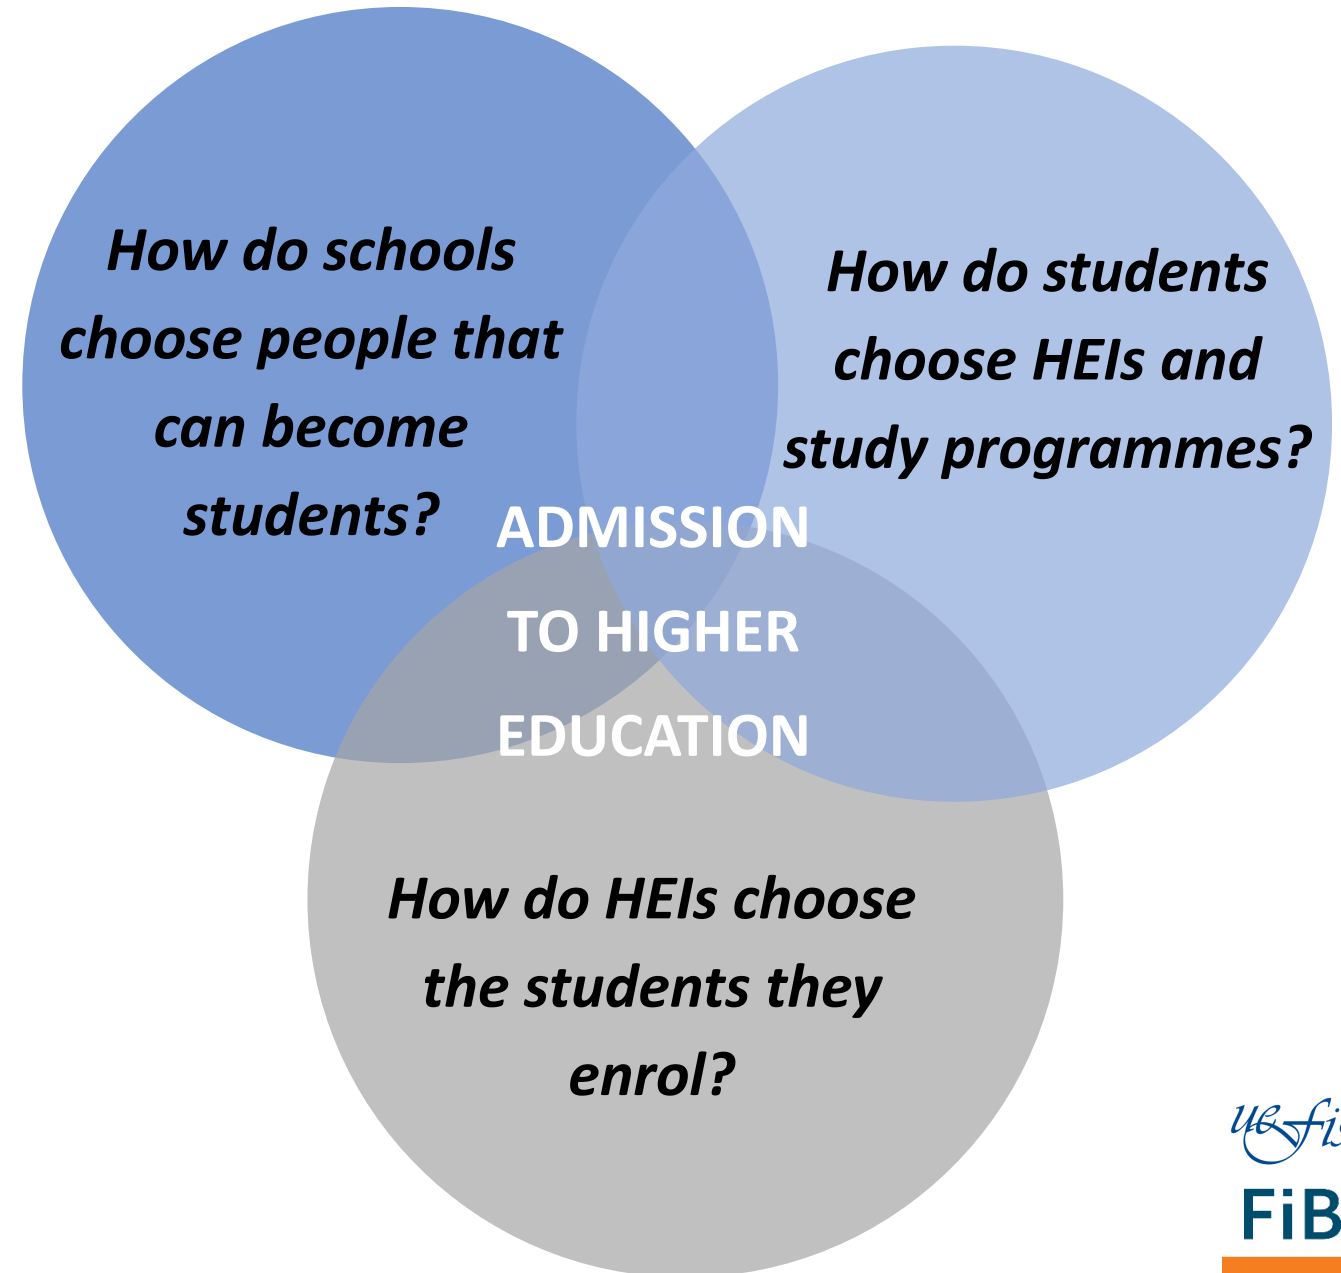 How do schools
choose people that
can become
students?
How do students
choose HEIs and
study programmes?
ADMISSION
TO HIGHER
EDUCATION
How do HEIs choose
the students they
enrol?
FiB